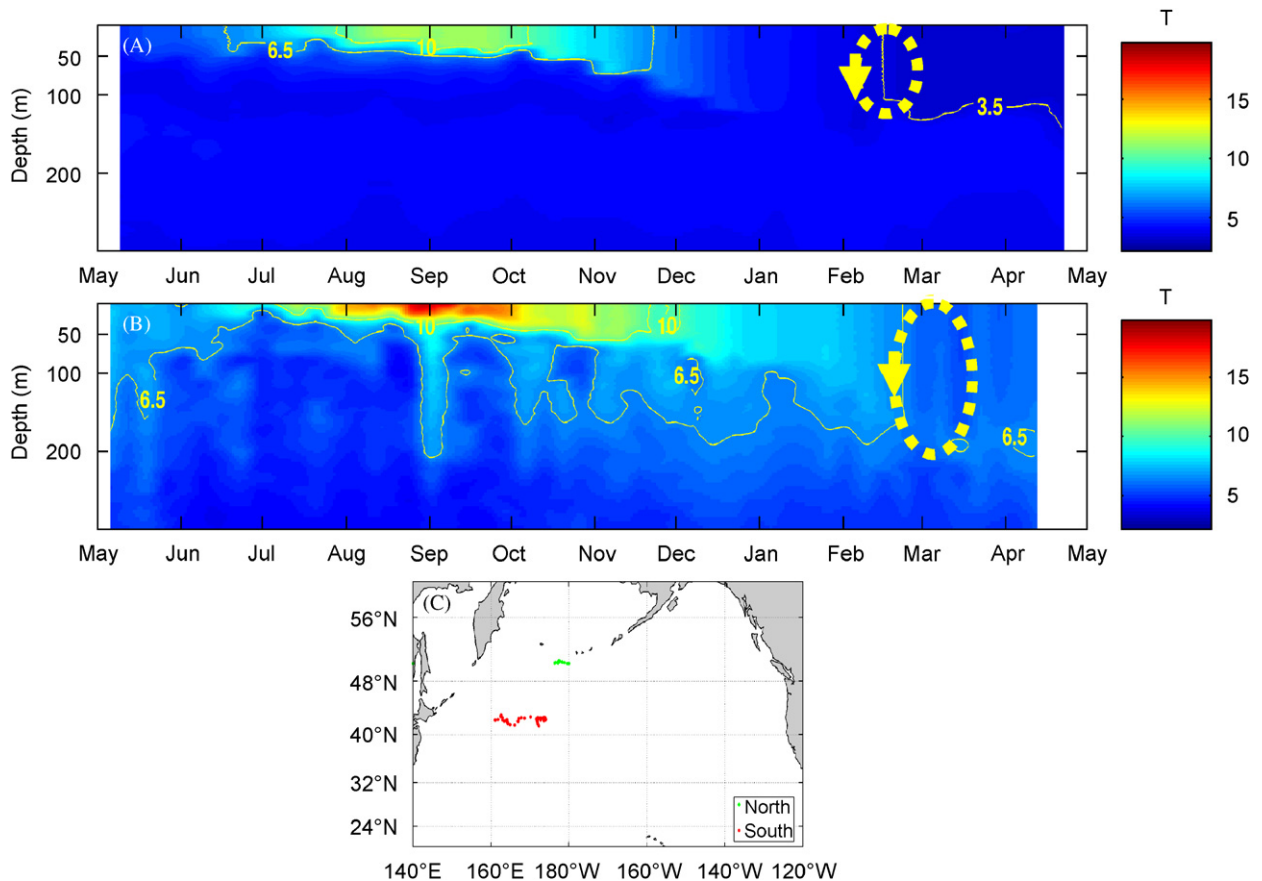 T
(A)
6.5
10
3.5
50
100
200
Depth (m)
15
10
5
May Jun Jul Aug Sep Oct Nov Dec Jan Feb Mar Apr May
T
(B)
10
10
6.5
6.5
6.5
50
100
200
Depth (m)
15
10
5
May Jun Jul Aug Sep Oct Nov Dec Jan Feb Mar Apr May
(C)
56°N
48°N
40°N
32°N
24°N
North
South
140°E 160°E 180°W 160°W 140°W 120°W